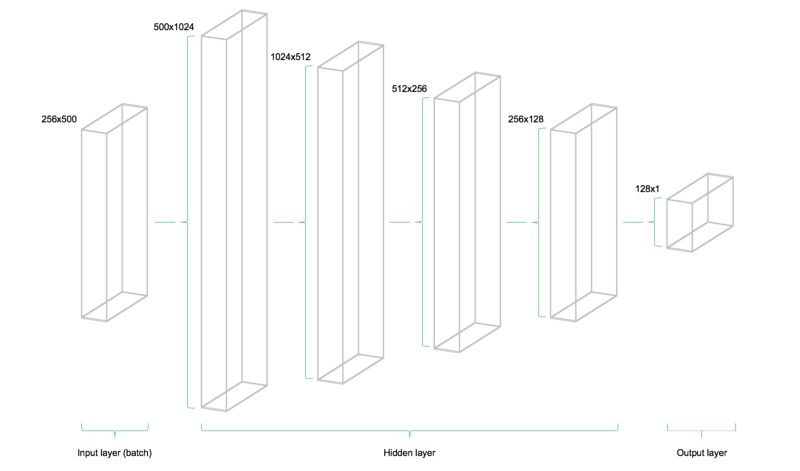 500x1024
1024x512
512x256
256x500
256x128
128x1
Input layer (batch)
Hidden layer
Output layer